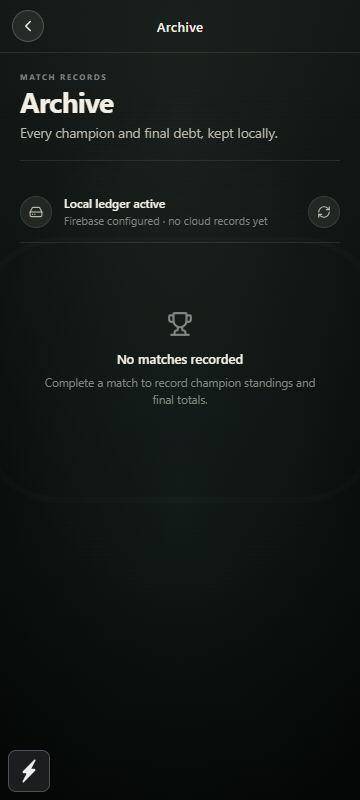 Archive
MATCH RECORDS
Archive
Every champion and final debt, kept locally.
Local ledger active
Firebase configured · no cloud records yet
No matches recorded
Complete a match to record champion standings and
final totals.